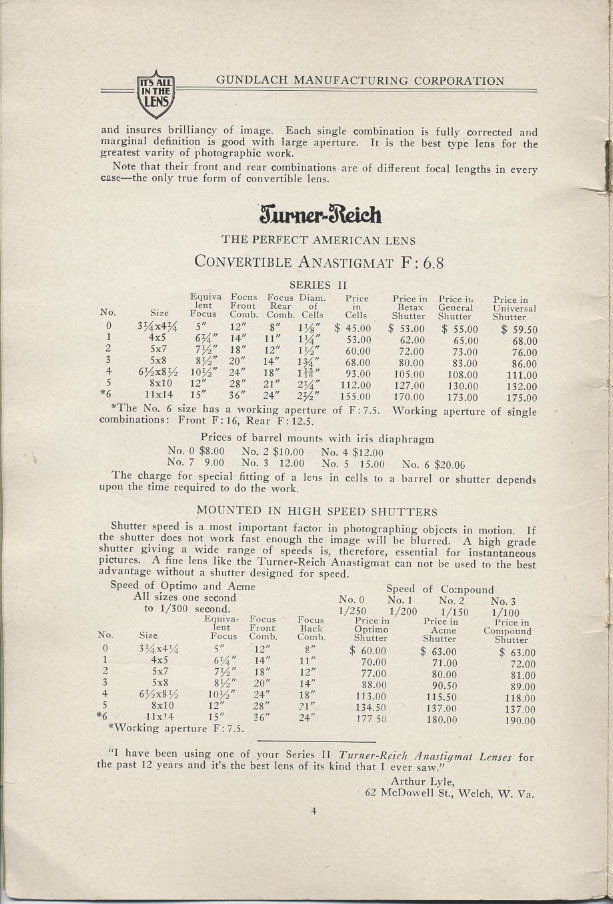 IT'S ALL
IN THE
LENS
GUNDLACH MANUFACTURING CORPORATION
and insures brilliancy of image. Each single combination is fully corrected and
marginal definition is good with large aperture. It is the best type lens for the
greatest varity of photographic work.
Note that their front and rear combinations are of different focal lengths in every
case—the only true form of convertible lens.
Turner-Reich
THE PERFECT AMERICAN LENS
CONVERTIBLE ANASTIGMAT F: 6.8
SERIES II
Equiva Focus Focus Diam. Price Price in Price in Price in
lent Front Rear of in Betax General Universal
No. Size Focus Comb. Comb. Cells Cells Shutter Shutter Shutter
0 3¼x4¼ 5" 12" 8" 1⅛" $ 45.00 $ 53.00 $ 55.00 $ 59.50
1 4x5 6¼" 14" 11" 1¼" 53.00 62.00 65.00 68.00
2 5x7 7½" 18" 12" 1½" 60.00 72.00 73.00 76.00
3 5x8 8½" 20" 14" 1¾" 68.00 80.00 83.00 86.00
4 6½x8½ 10½" 24" 18" 93.00 105.00 108.00 111.00
5 8x10 12" 28" 21" 2¼" 112.00 127.00 130.00 132.00
*6 11x14 15" 36" 24" 2½" 155.00 170.00 173.00 175.00
*The No. 6 size has a working aperture of F: 7.5. Working aperture of single
combinations: Front F: 16, Rear F: 12.5.
Prices of barrel mounts with iris diaphragm
No. 0 $8.00 No. 2 $10.00 No. 4 $12.00
No. 7 9.00 No. 3 12.00 No. 5 15.00 No. 6 $20.06
The charge for special fitting of a lens in cells to a barrel or shutter depends
upon the time required to do the work.
MOUNTED IN HIGH SPEED SHUTTERS
Shutter speed is a most important factor in photographing objects in motion. If
the shutter does not work fast enough the image will be blurred. A high grade
shutter giving a wide range of speeds is, therefore, essential for instantaneous
pictures. A fine lens like the Turner-Reich Anastigmat can not be used to the best
advantage without a shutter designed for speed.
Speed of Optimo and Acme Speed of Compound
All sizes one second No. 0 No. 1 No. 2 No. 3
to 1/300 second. 1/250 1/200 1/150 1/100
Equiva- Focus Focus Price in Price in Price in
lent Front Back Optimo Acme Compound
No. Size Focus Comb. Comb. Shutter Shutter Shutter
0 3¼x4¼ 5" 12" 8" $ 60.00 $ 63.00 $ 63.00
1 4x5 6¼" 14" 11" 70.00 71.00 72.00
2 5x7 7½" 18" 12" 77.00 80.00 81.00
3 5x8 8½" 20" 14" 88.00 90.50 89.00
4 6½x8½ 10½" 24" 18" 113.00 115.50 118.00
5 8x10 12" 28" 21" 134.50 137.00 137.00
*6 11x14 15" 36" 24" 177 50 180.00 190.00
*Working aperture F: 7.5.
"I have been using one of your Series II Turner-Reich Anastigmat Lenses for
the past 12 years and it's the best lens of its kind that I ever saw."
Arthur Lyle,
62 McDowell St., Welch, W. Va.
4